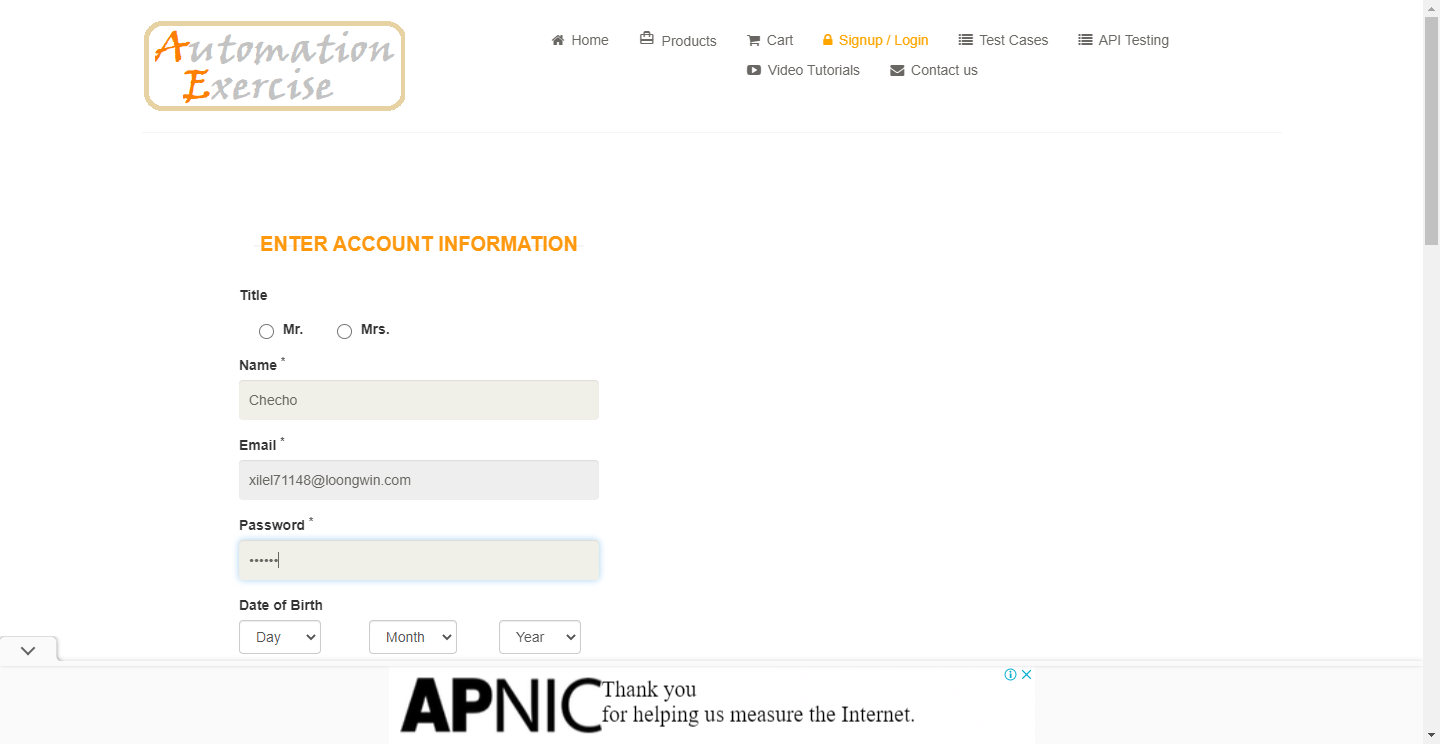 Automation
Exercise
Home
Products
Cart
Signup / Login
Test Cases
API Testing
Video Tutorials
Contact us
ENTER ACCOUNT INFORMATION
Title
Mr.
Mrs.
Name *
Checho
Email *
xilel71148@loongwin.com
Password *
••••••
Date of Birth
Day
Month
Year
APNIC
Thank you
for helping us measure the Internet.